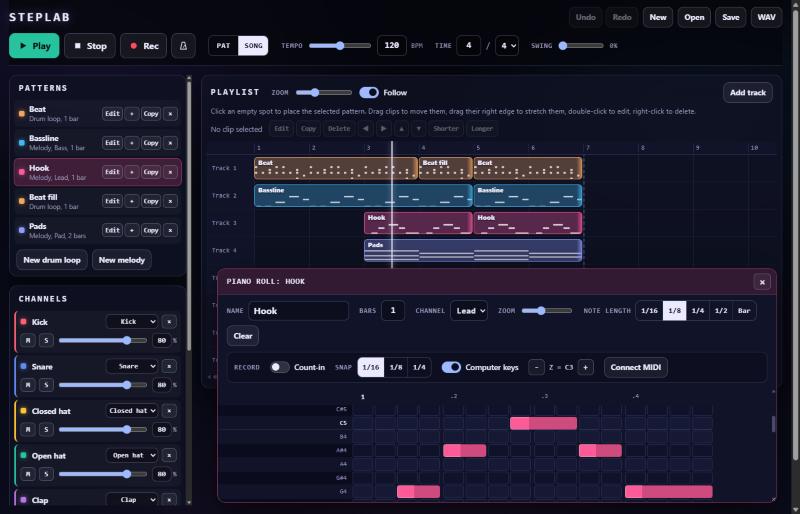 STEPLAB
Undo Redo New Open Save WAV
Play Stop Rec PAT SONG TEMPO 120 BPM TIME 4 / 4 SWING 0%
PATTERNS
Beat
Drum loop, 1 bar
Edit + Copy ×
Bassline
Melody, Bass, 1 bar
Edit + Copy ×
Hook
Melody, Lead, 1 bar
Edit + Copy ×
Beat fill
Drum loop, 1 bar
Edit + Copy ×
Pads
Melody, Pad, 2 bars
Edit + Copy ×
New drum loop New melody
CHANNELS
Kick Kick ×
M S 80 %
Snare Snare ×
M S 80 %
Closed hat Closed hat ×
M S 80 %
Open hat Open hat ×
M S 80 %
Clap Clap ×
PLAYLIST ZOOM Follow Add track
Click an empty spot to place the selected pattern. Drag clips to move them, drag their right edge to stretch them, double-click to edit, right-click to delete.
No clip selected Edit Copy Delete ◀ ▶ ▲ ▼ Shorter Longer
1 2 3 4 5 6 7 8 9 10
Track 1 Beat Beat fill Beat
Track 2 Bassline Bassline
Track 3 Hook Hook
Track 4 Pads
PIANO ROLL: HOOK ×
NAME Hook BARS 1 CHANNEL Lead ZOOM NOTE LENGTH 1/16 1/8 1/4 1/2 Bar
Clear
RECORD Count-in SNAP 1/16 1/8 1/4 Computer keys - Z = C3 + Connect MIDI
1 .2 .3 .4
C#5
C5
B4
A#4
A4
G#4
G4